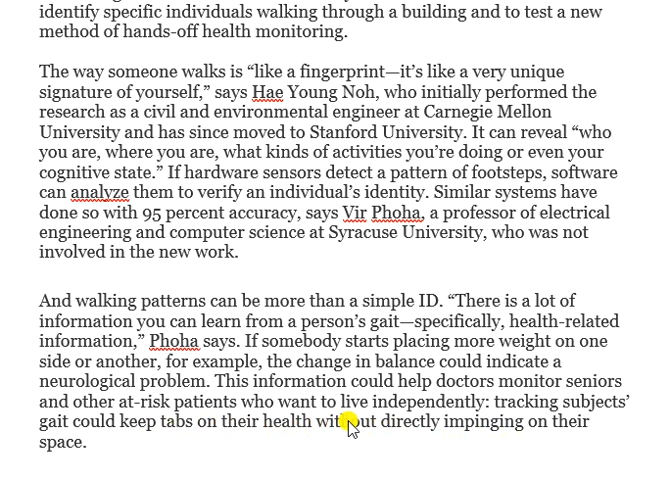 identify specific individuals walking through a building and to test a new
method of hands-off health monitoring.
The way someone walks is “like a fingerprint—it’s like a very unique
signature of yourself,” says Hae Young Noh, who initially performed the
research as a civil and environmental engineer at Carnegie Mellon
University and has since moved to Stanford University. It can reveal “who
you are, where you are, what kinds of activities you’re doing or even your
cognitive state.” If hardware sensors detect a pattern of footsteps, software
can analyze them to verify an individual’s identity. Similar systems have
done so with 95 percent accuracy, says Vir Phoha, a professor of electrical
engineering and computer science at Syracuse University, who was not
involved in the new work.
And walking patterns can be more than a simple ID. “There is a lot of
information you can learn from a person’s gait—specifically, health-related
information,” Phoha says. If somebody starts placing more weight on one
side or another, for example, the change in balance could indicate a
neurological problem. This information could help doctors monitor seniors
and other at-risk patients who want to live independently: tracking subjects’
gait could keep tabs on their health without directly impinging on their
space.